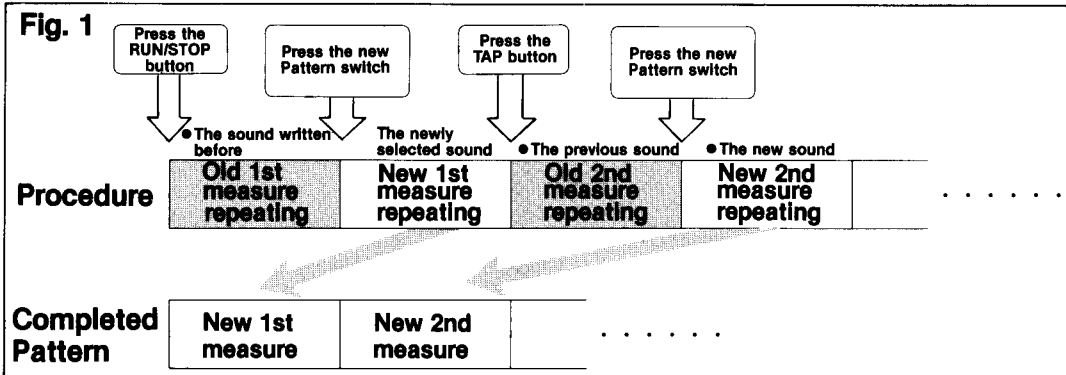 Fig. 1
Press the
RUN/STOP
button
Press the new
Pattern switch
Press the
TAP button
Press the new
Pattern switch
● The sound written
before
The newly
selected sound
● The previous sound
● The new sound
Procedure
Old 1st
measure
repeating
New 1st
measure
repeating
Old 2nd
measure
repeating
New 2nd
measure
repeating
. . . . . .
Completed
Pattern
New 1st
measure
New 2nd
measure
. . . . . .